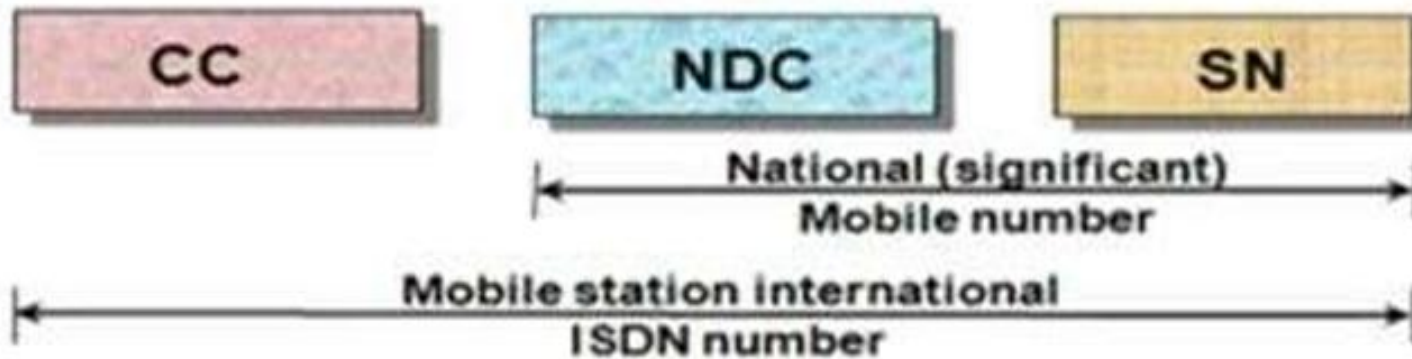 CC NDC SN
National (significant)
Mobile number
Mobile station international
ISDN number